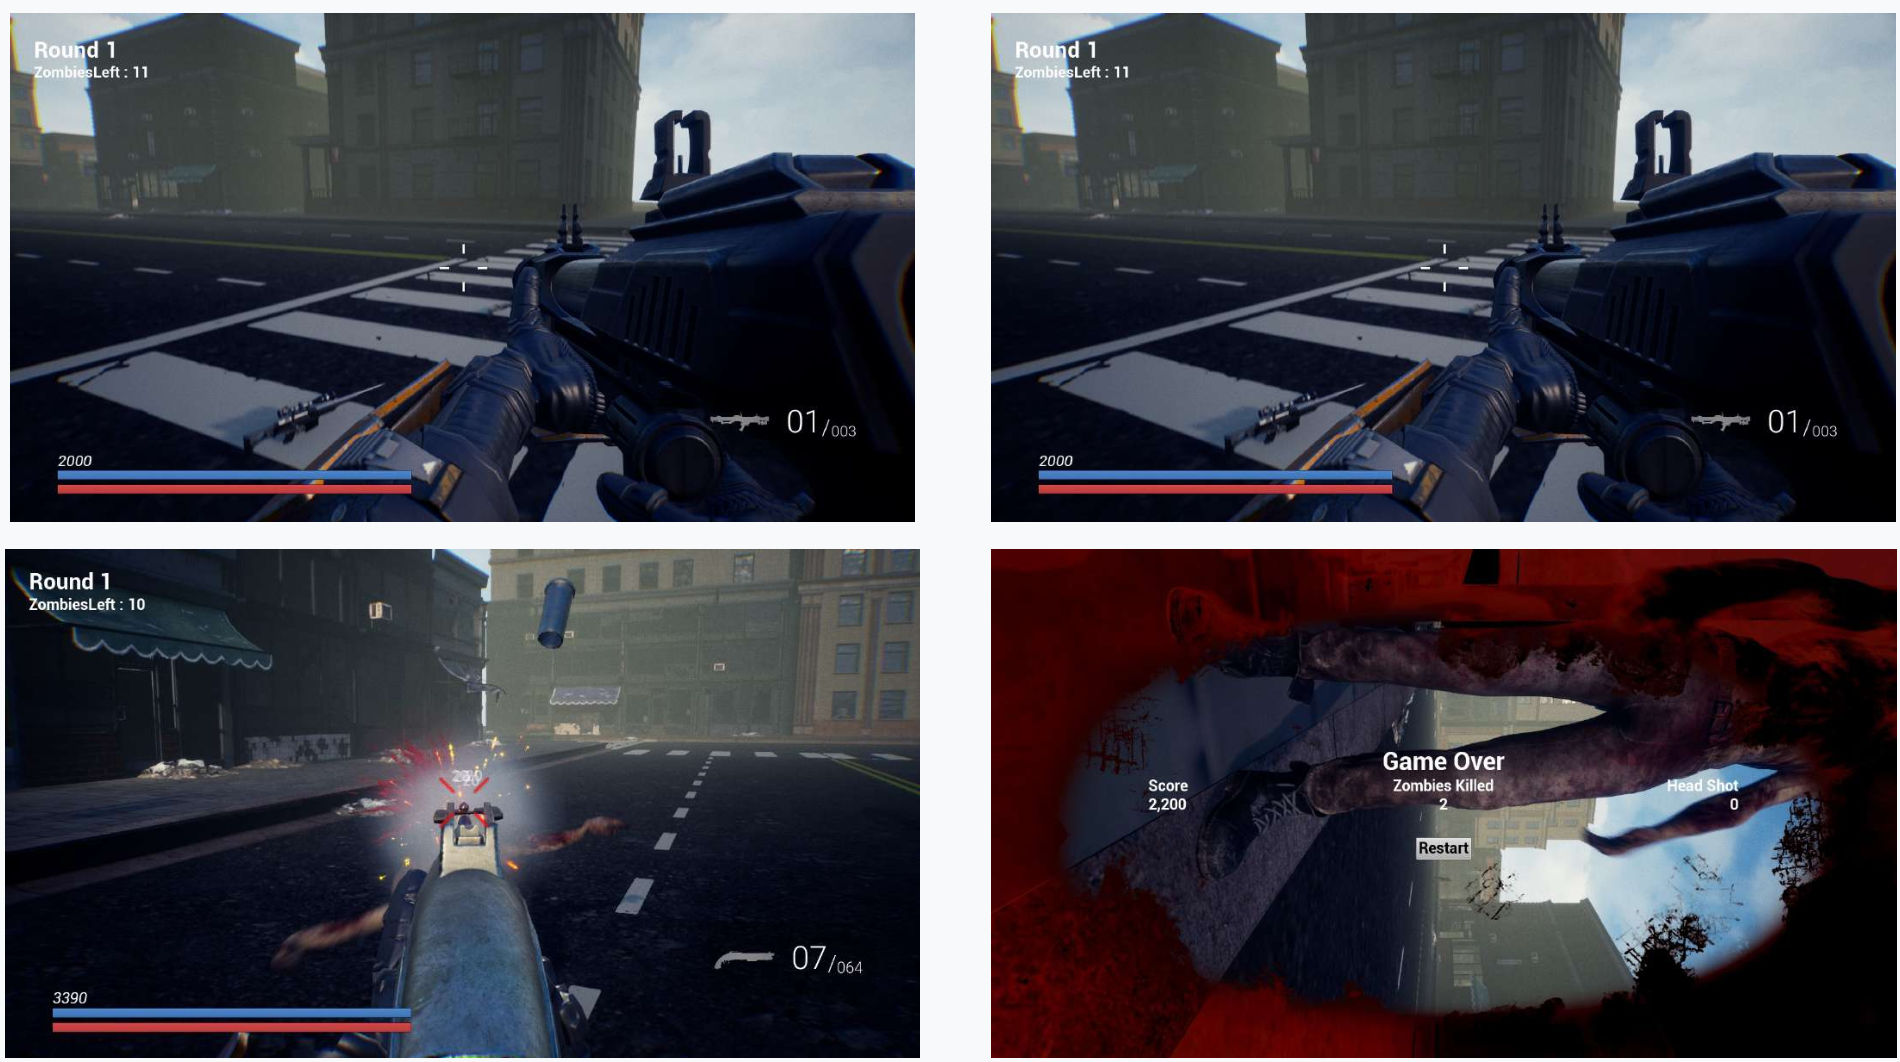 Round 1
ZombiesLeft : 11
01/003
2000
Round 1
ZombiesLeft : 11
01/003
2000
Round 1
ZombiesLeft : 10
07/064
3390
Game Over
Score
Zombies Killed
Head Shot
2,200
2
0
Restart